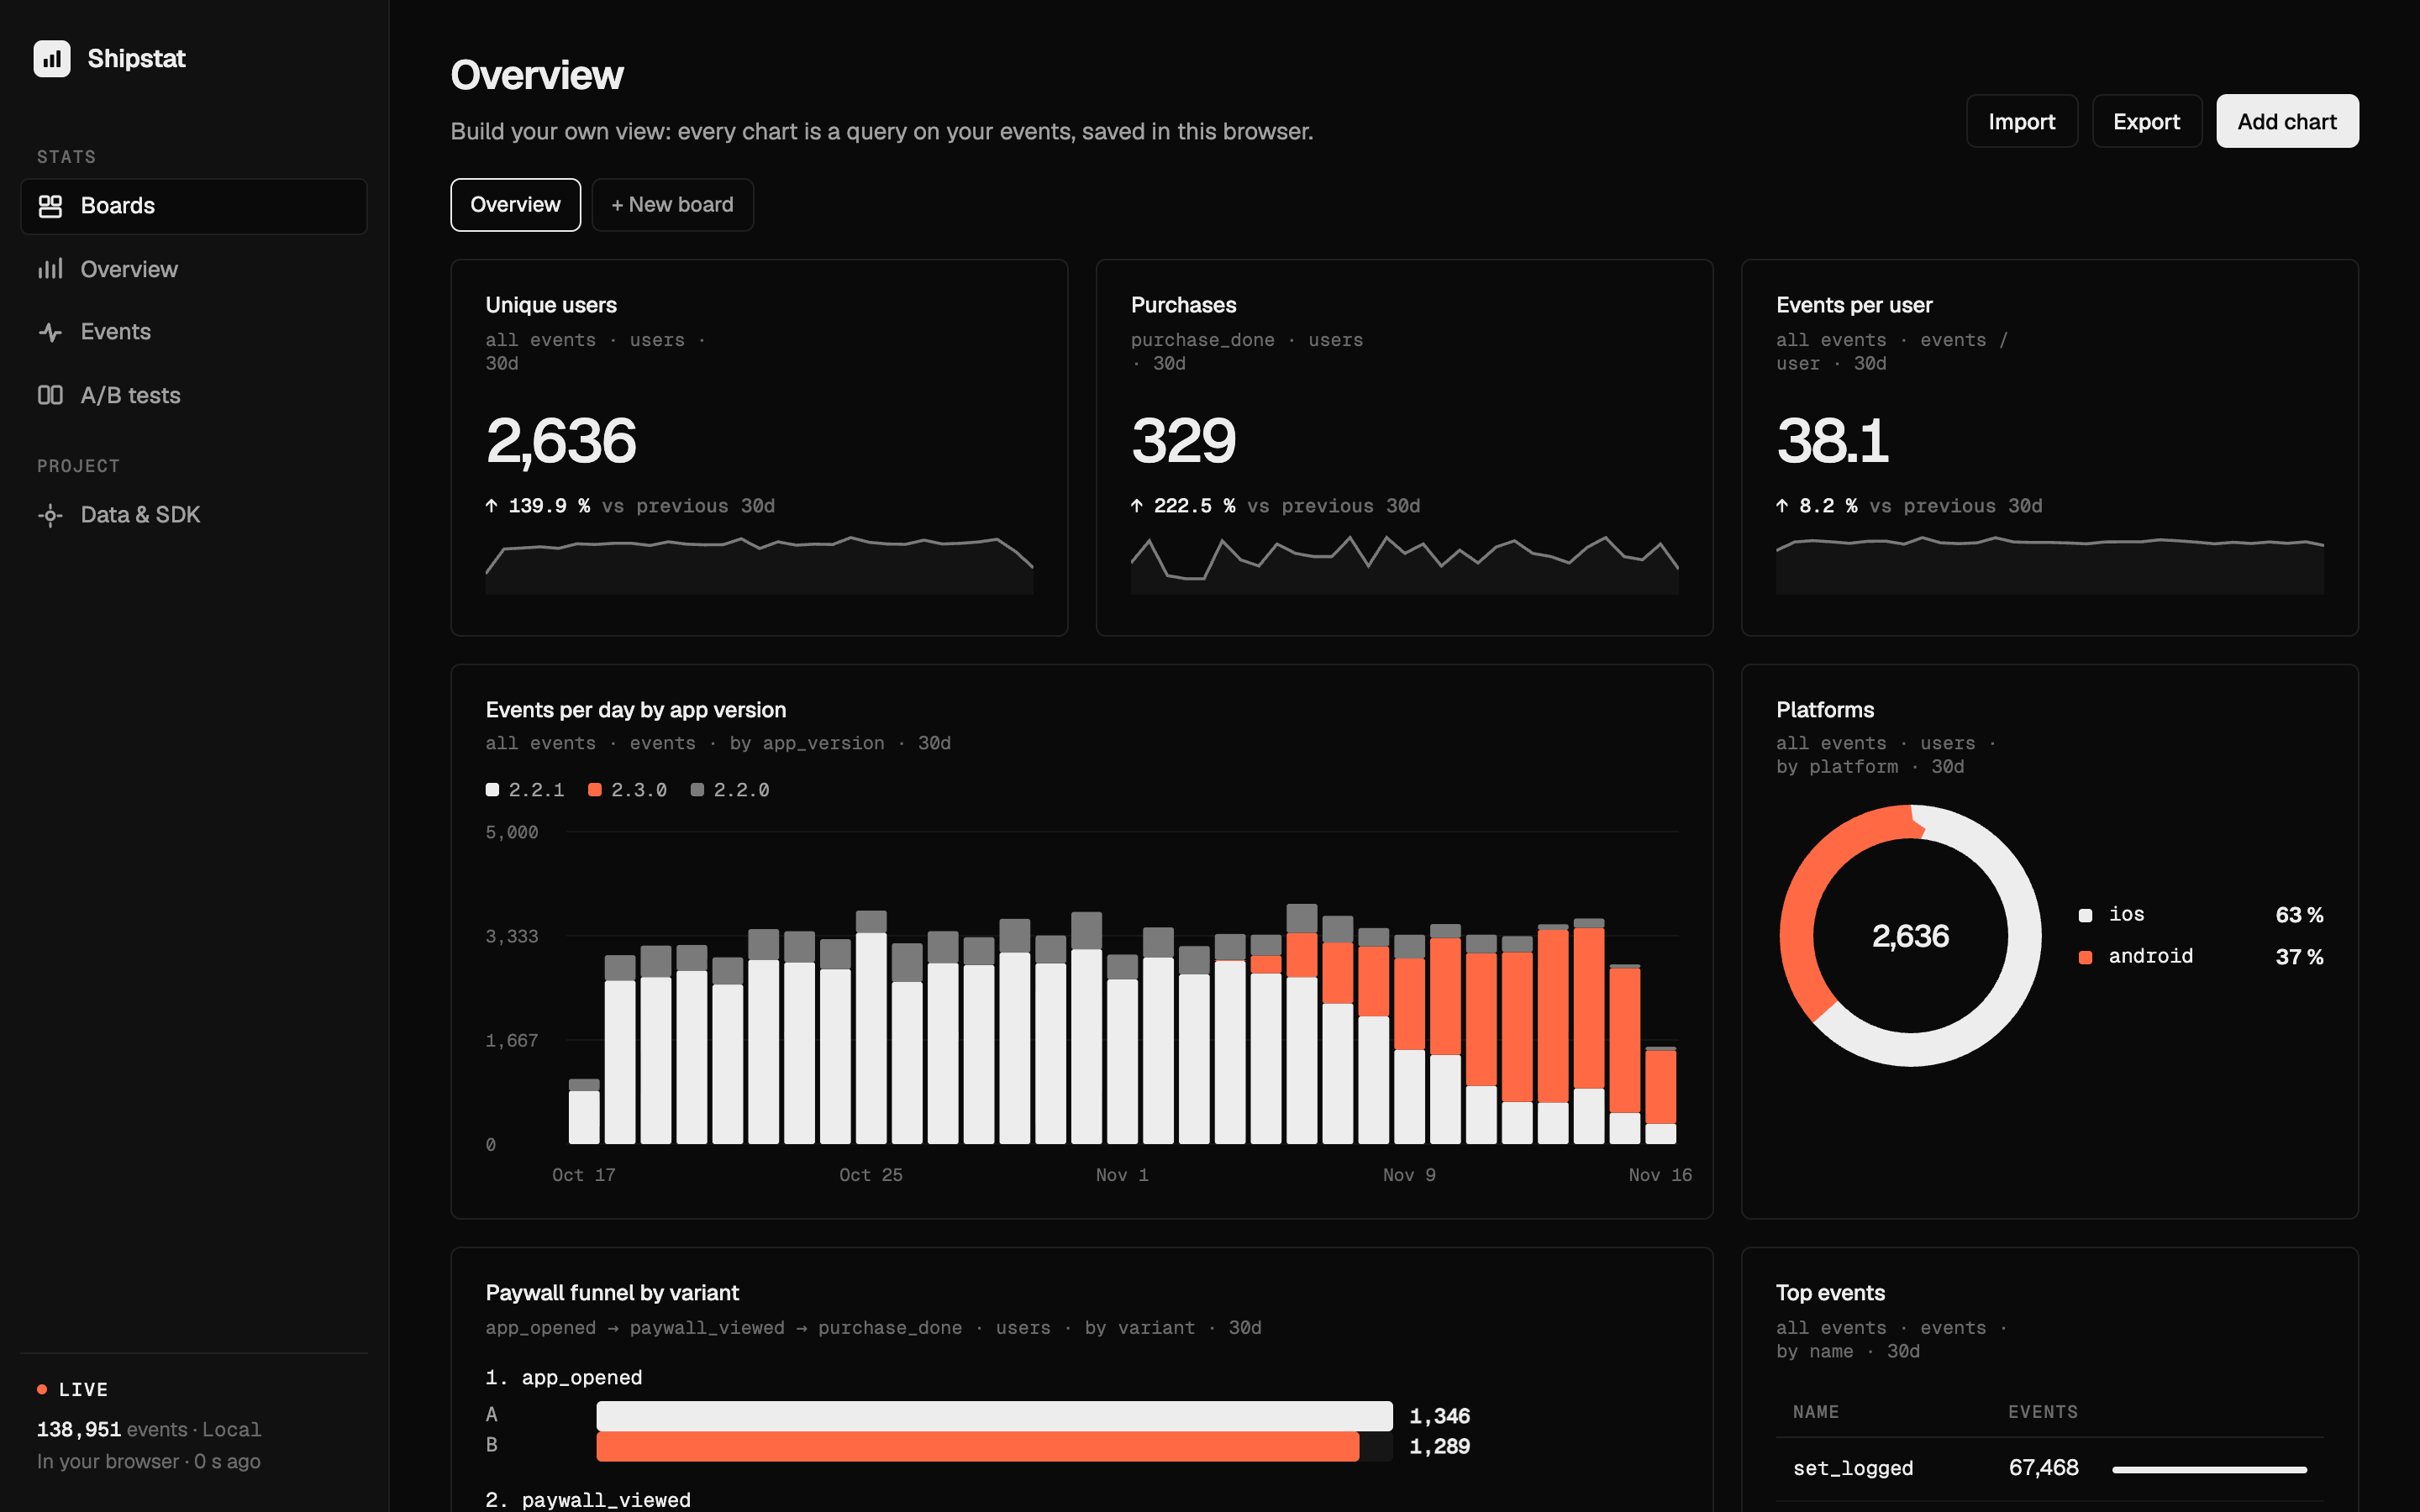 Shipstat
STATS
Boards
Overview
Events
A/B tests
PROJECT
Data & SDK
LIVE
138,951 events · Local
In your browser · 0 s ago
Overview
Build your own view: every chart is a query on your events, saved in this browser.
Import
Export
Add chart
Overview
+ New board
Unique users
all events · users ·
30d
2,636
↑ 139.9 % vs previous 30d
Purchases
purchase_done · users
· 30d
329
↑ 222.5 % vs previous 30d
Events per user
all events · events /
user · 30d
38.1
↑ 8.2 % vs previous 30d
Events per day by app version
all events · events · by app_version · 30d
2.2.1 2.3.0 2.2.0
5,000
3,333
1,667
0
Oct 17 Oct 25 Nov 1 Nov 9 Nov 16
Platforms
all events · users ·
by platform · 30d
2,636
ios 63 %
android 37 %
Paywall funnel by variant
app_opened → paywall_viewed → purchase_done · users · by variant · 30d
1. app_opened
A 1,346
B 1,289
2. paywall_viewed
Top events
all events · events ·
by name · 30d
NAME EVENTS
set_logged 67,468